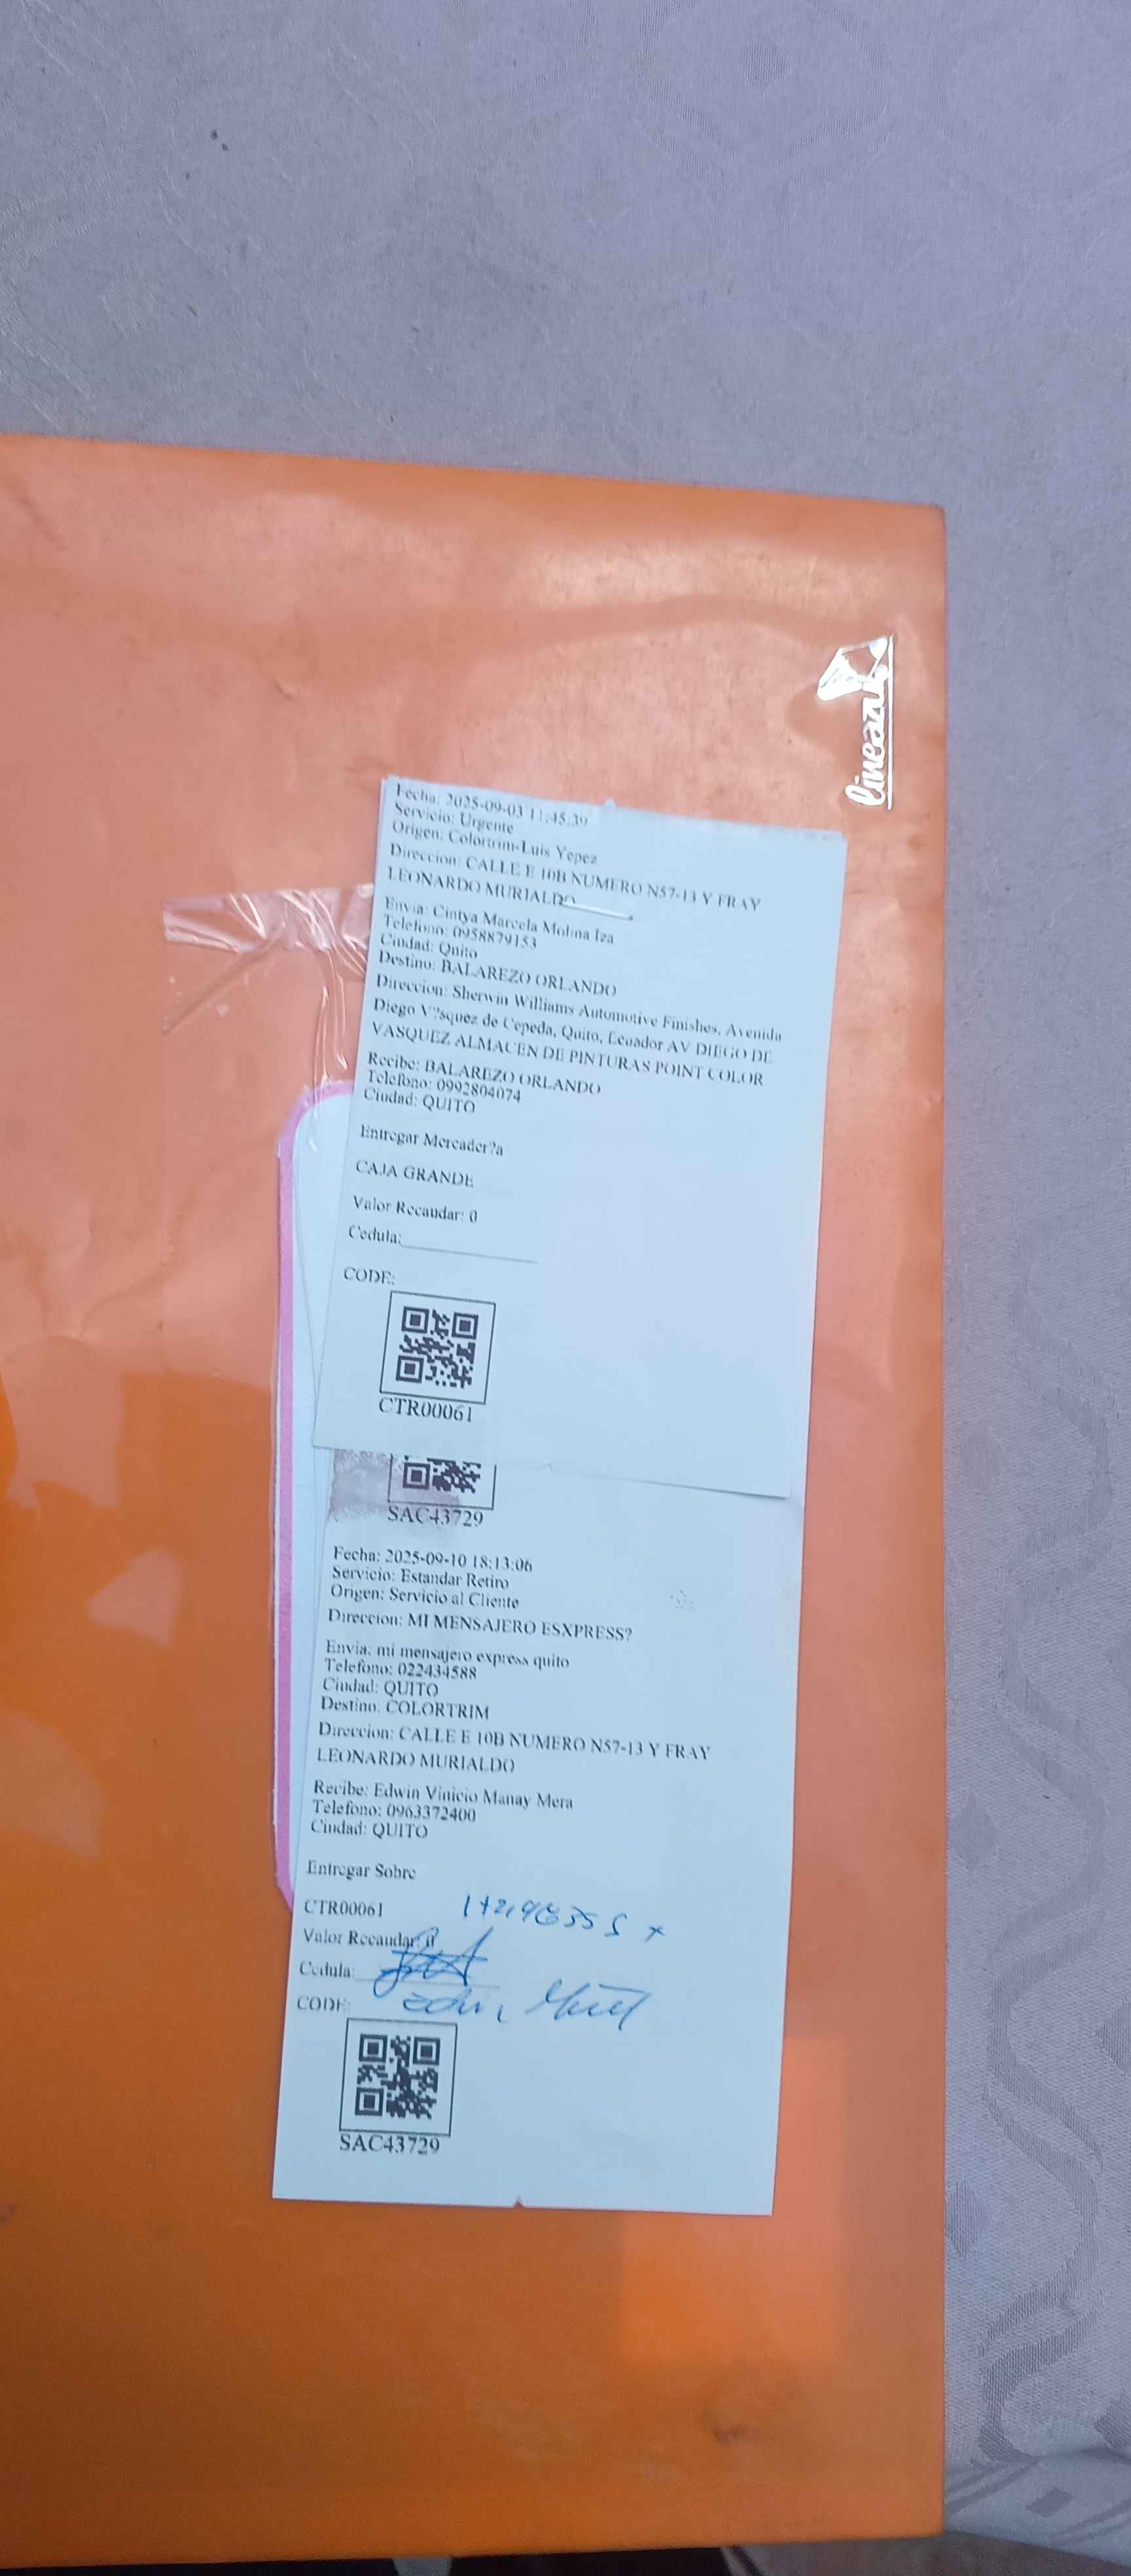 lineazul
Fecha: 2025-09-03 11:45:39
Servicio: Urgente
Origen: Colortrim-Luis Yepez
Direccion: CALLE E 10B NUMERO N57-13 Y FRAY
LEONARDO MURIALDO
Envia: Cintya Marcela Molina Iza
Telefono: 0958879153
Ciudad: Quito
Destino: BALAREZO ORLANDO
Direccion: Sherwin Williams Automotive Finishes, Avenida
Diego V?squez de Cepeda, Quito, Ecuador AV DIEGO DE
VASQUEZ ALMACEN DE PINTURAS POINT COLOR
Recibe: BALAREZO ORLANDO
Telefono: 0992804074
Ciudad: QUITO
Entregar Mercader?a
CAJA GRANDE
Valor Recaudar: 0
Cedula:
CODE:
CTR00061
SAC43729
Fecha: 2025-09-10 18:13:06
Servicio: Estandar Retiro
Origen: Servicio al Cliente
Direccion: MI MENSAJERO ESXPRESS?
Envia: mi mensajero express quito
Telefono: 022434588
Ciudad: QUITO
Destino: COLORTRIM
Direccion: CALLE E 10B NUMERO N57-13 Y FRAY
LEONARDO MURIALDO
Recibe: Edwin Vinicio Manay Mera
Telefono: 0963372400
Ciudad: QUITO
Entregar Sobre
CTR00061
Valor Recaudar: 0
Cedula:
CODE:
SAC43729